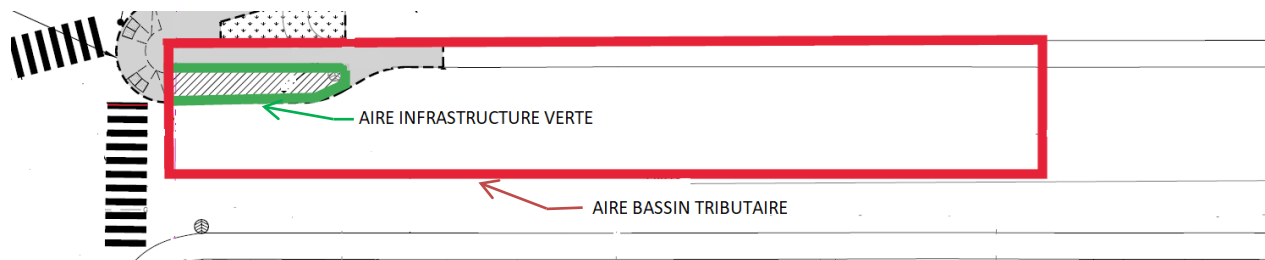 AIRE INFRASTRUCTURE VERTE
AIRE BASSIN TRIBUTAIRE